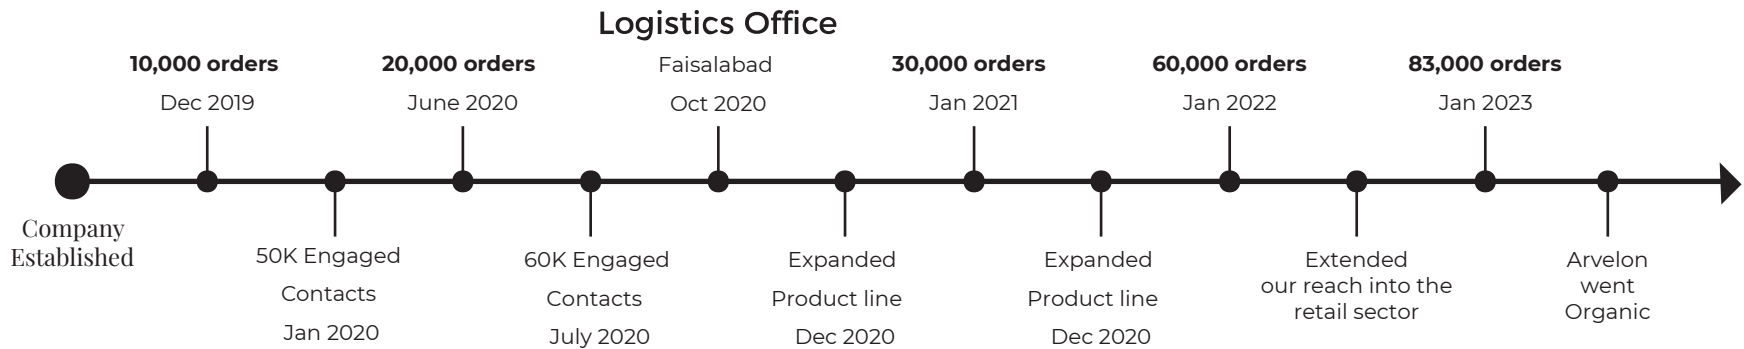 Logistics Office
10,000 orders
Dec 2019
20,000 orders
June 2020
Faisalabad
Oct 2020
30,000 orders
Jan 2021
60,000 orders
Jan 2022
83,000 orders
Jan 2023
Company
Established
50K Engaged
Contacts
Jan 2020
60K Engaged
Contacts
July 2020
Expanded
Product line
Dec 2020
Expanded
Product line
Dec 2020
Extended
our reach into the
retail sector
Arvelon
went
Organic